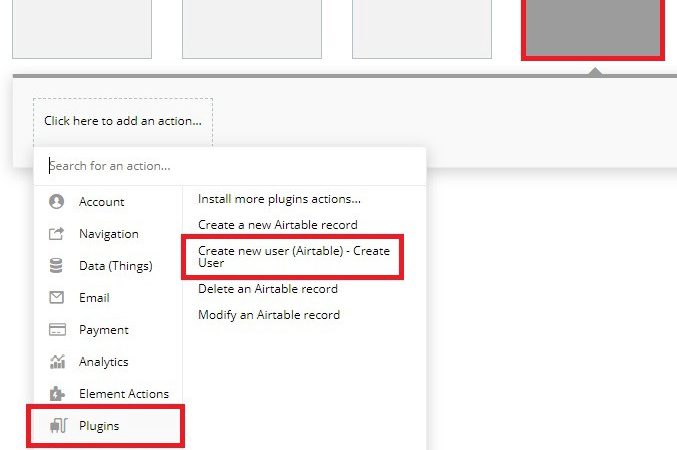 Click here to add an action...
Search for an action...
Account
Navigation
Data (Things)
Email
Payment
Analytics
Element Actions
Plugins
Install more plugins actions...
Create a new Airtable record
Create new user (Airtable) - Create
User
Delete an Airtable record
Modify an Airtable record